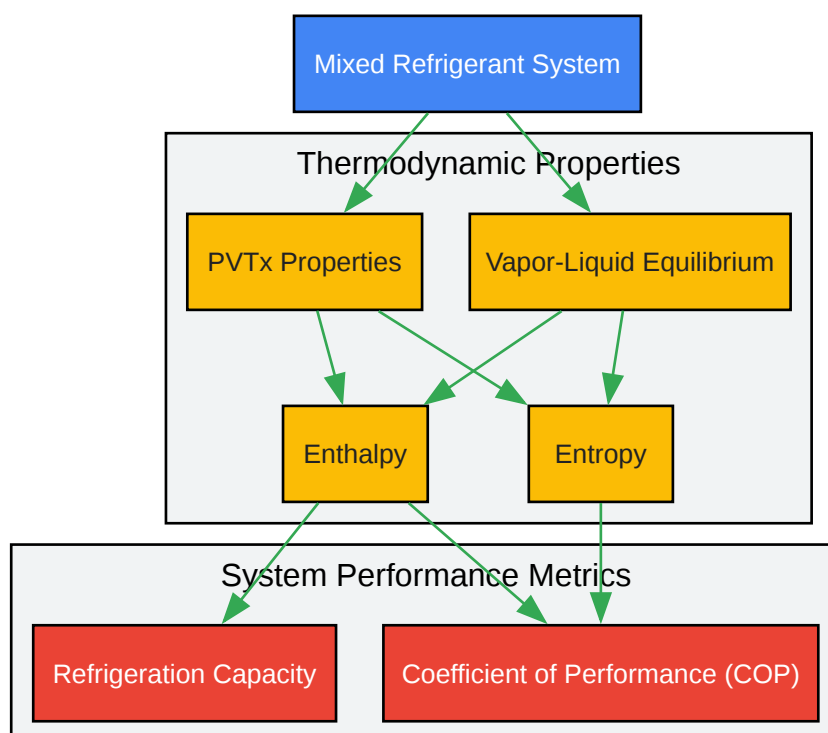 Mixed Refrigerant System
Thermodynamic Properties
PVTx Properties
Vapor-Liquid Equilibrium
Enthalpy
Entropy
System Performance Metrics
Refrigeration Capacity
Coefficient of Performance (COP)